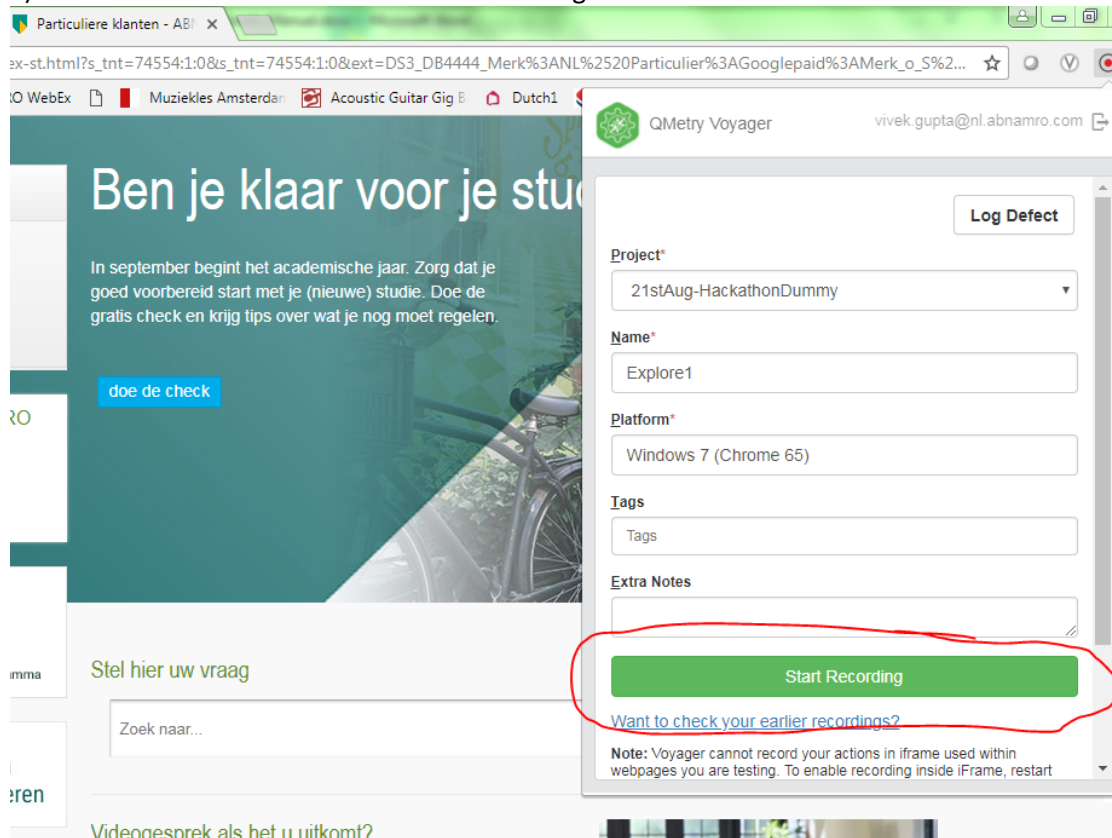 Particuliere klanten - AB
ex-st.html?s_tnt=74554:1:0&s_tnt=74554:1:0&ext=DS3_DB4444_Merk%3ANL%2520Particulier%3AGooglepaid%3AMerk_o_S%2...
O WebEx
Muziekles Amsterdam
Acoustic Guitar Gig B
Dutch1
QMetry Voyager
vivek.gupta@nl.abnamro.com
Ben je klaar voor je stu
In september begint het academische jaar. Zorg dat je
goed voorbereid start met je (nieuwe) studie. Doe de
gratis check en krijg tips over wat je nog moet regelen.
doe de check
RO
Log Defect
Project*
21stAug-HackathonDummy
Name*
Explore1
Platform*
Windows 7 (Chrome 65)
Tags
Tags
Extra Notes
Start Recording
Want to check your earlier recordings?
Note: Voyager cannot record your actions in iframe used within
webpages you are testing. To enable recording inside iFrame, restart
mma
Stel hier uw vraag
Zoek naar...
eren
Videogesprek als het u uitkomt?